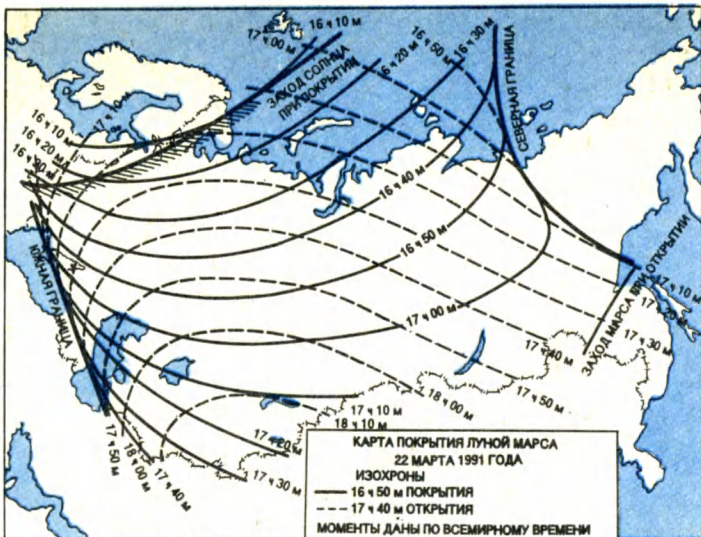 16 ч 10 м
17 ч 00 м
16 ч 20 м
16 ч 50 м
16 ч 30 м
ЗАХОД СОЛНЦА
ПРИ ПОКРЫТИИ
СЕВЕРНАЯ ГРАНИЦА
17 ч 10
16 ч 10 м
16 ч 20 м
16 ч 30 м
16 ч 40 м
16 ч 50 м
17 ч 00 м
ЮЖНАЯ ГРАНИЦА
ЗАХОД МАРСА ПРИ ОТКРЫТИИ
17 ч 10 м
17 ч 20 м
17 ч 30 м
17 ч 40 м
17 ч 50 м
18 ч 00 м
17 ч 10 м
18 ч 10 м
17 ч 20 м
17 ч 30 м
17 ч 40 м
18 ч 00 м
17 ч 50 м
КАРТА ПОКРЫТИЯ ЛУНОЙ МАРСА
22 МАРТА 1991 ГОДА
ИЗОХРОНЫ
16 ч 50 м ПОКРЫТИЯ
17 ч 40 м ОТКРЫТИЯ
МОМЕНТЫ ДАНЫ ПО ВСЕМИРНОМУ ВРЕМЕНИ